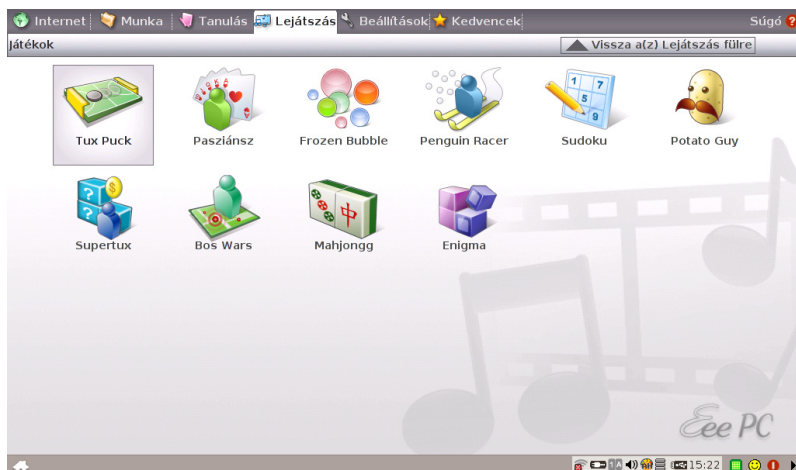 Internet Munka Tanulás Lejátszás Beállítások Kedvencek Súgó
Játékok Vissza a(z) Lejátszás fülre
Tux Puck Pasziánsz Frozen Bubble Penguin Racer Sudoku Potato Guy
Supertux Bos Wars Mahjongg Enigma
Eee PC
15:22